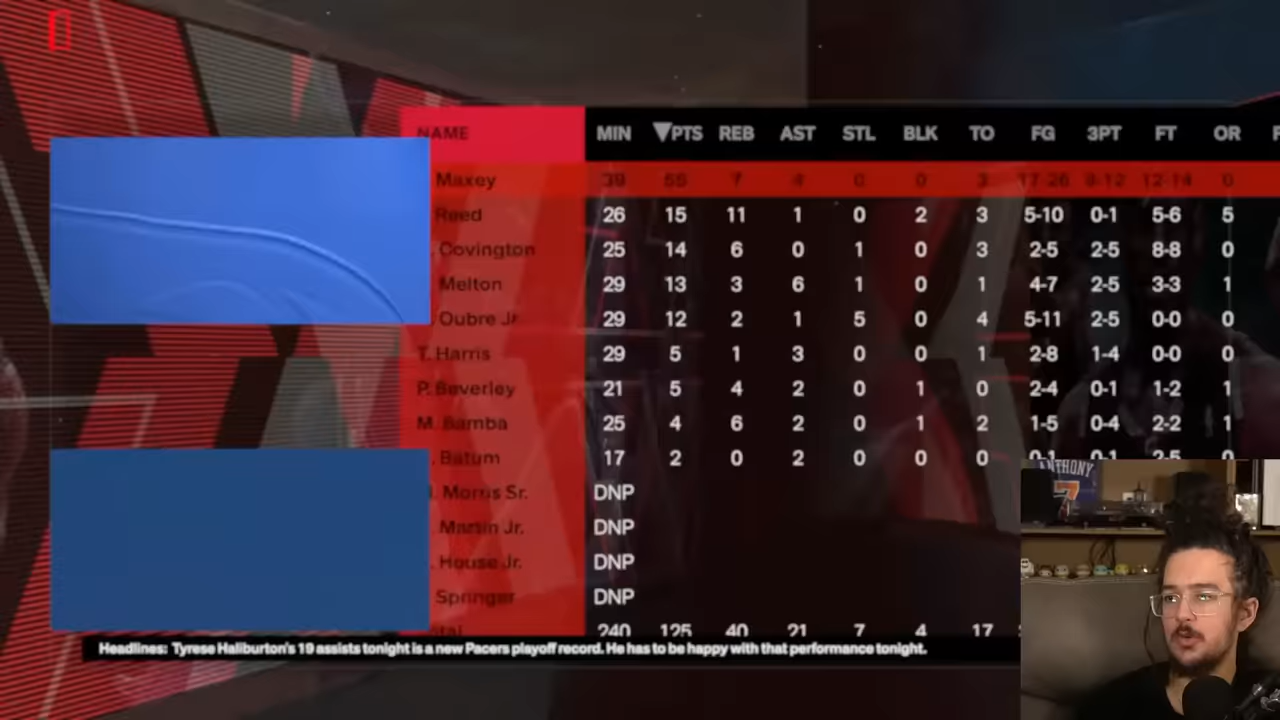 NAME MIN ▼PTS REB AST STL BLK TO FG 3PT FT OR
Maxey 39 55 7 4 0 0 3 17-26 9-12 12-14 0
Reed 26 15 11 1 0 2 3 5-10 0-1 5-6 5
. Covington 25 14 6 0 1 0 3 2-5 2-5 8-8 0
Melton 29 13 3 6 1 0 1 4-7 2-5 3-3 1
Oubre Jr 29 12 2 1 5 0 4 5-11 2-5 0-0 0
T. Harris 29 5 1 3 0 0 1 2-8 1-4 0-0 0
P. Beverley 21 5 4 2 0 1 0 2-4 0-1 1-2 1
M. Bamba 25 4 6 2 0 1 2 1-5 0-4 2-2 1
. Batum 17 2 0 2 0 0 0 0-1 0-1 2-5 0
. Morris Sr. DNP
Martin Jr. DNP
. House Jr. DNP
Springer DNP
240 125 40 21 7 4 17
Headlines: Tyrese Haliburton's 19 assists tonight is a new Pacers playoff record. He has to be happy with that performance tonight.
ANTHONY
7